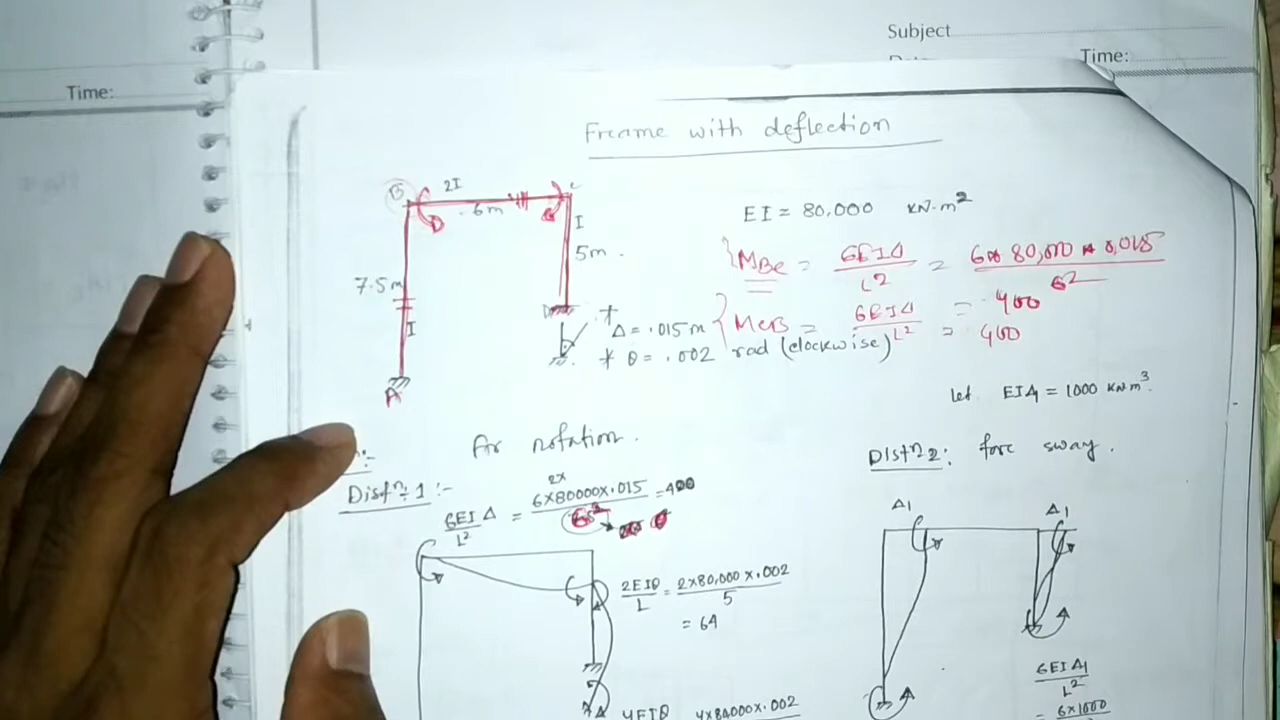 Subject
Time:
Time:
Frame with deflection
B 2I C
6m
I
5m.
7.5m
I
D
A
EI = 80,000 KN·m²
MBC = 6EIΔ/L² = 6× 80,000 × 0.015/6² = 400
MCB = 6EIΔ/L² = 400
* Δ = .015m
* θ = .002 rad (clockwise)
let EIΔ1 = 1000 KNm³.
For rotation.
Distⁿ 1:-
6EIΔ/L² = 2×6×80000×.015/6² = 400
2EIθ/L = 2×80,000×.002/5
= 64
4EIθ 4×80000×.002
Distⁿ 2: for sway.
Δ1 Δ1
6EIΔ1/L²
= 6×1000